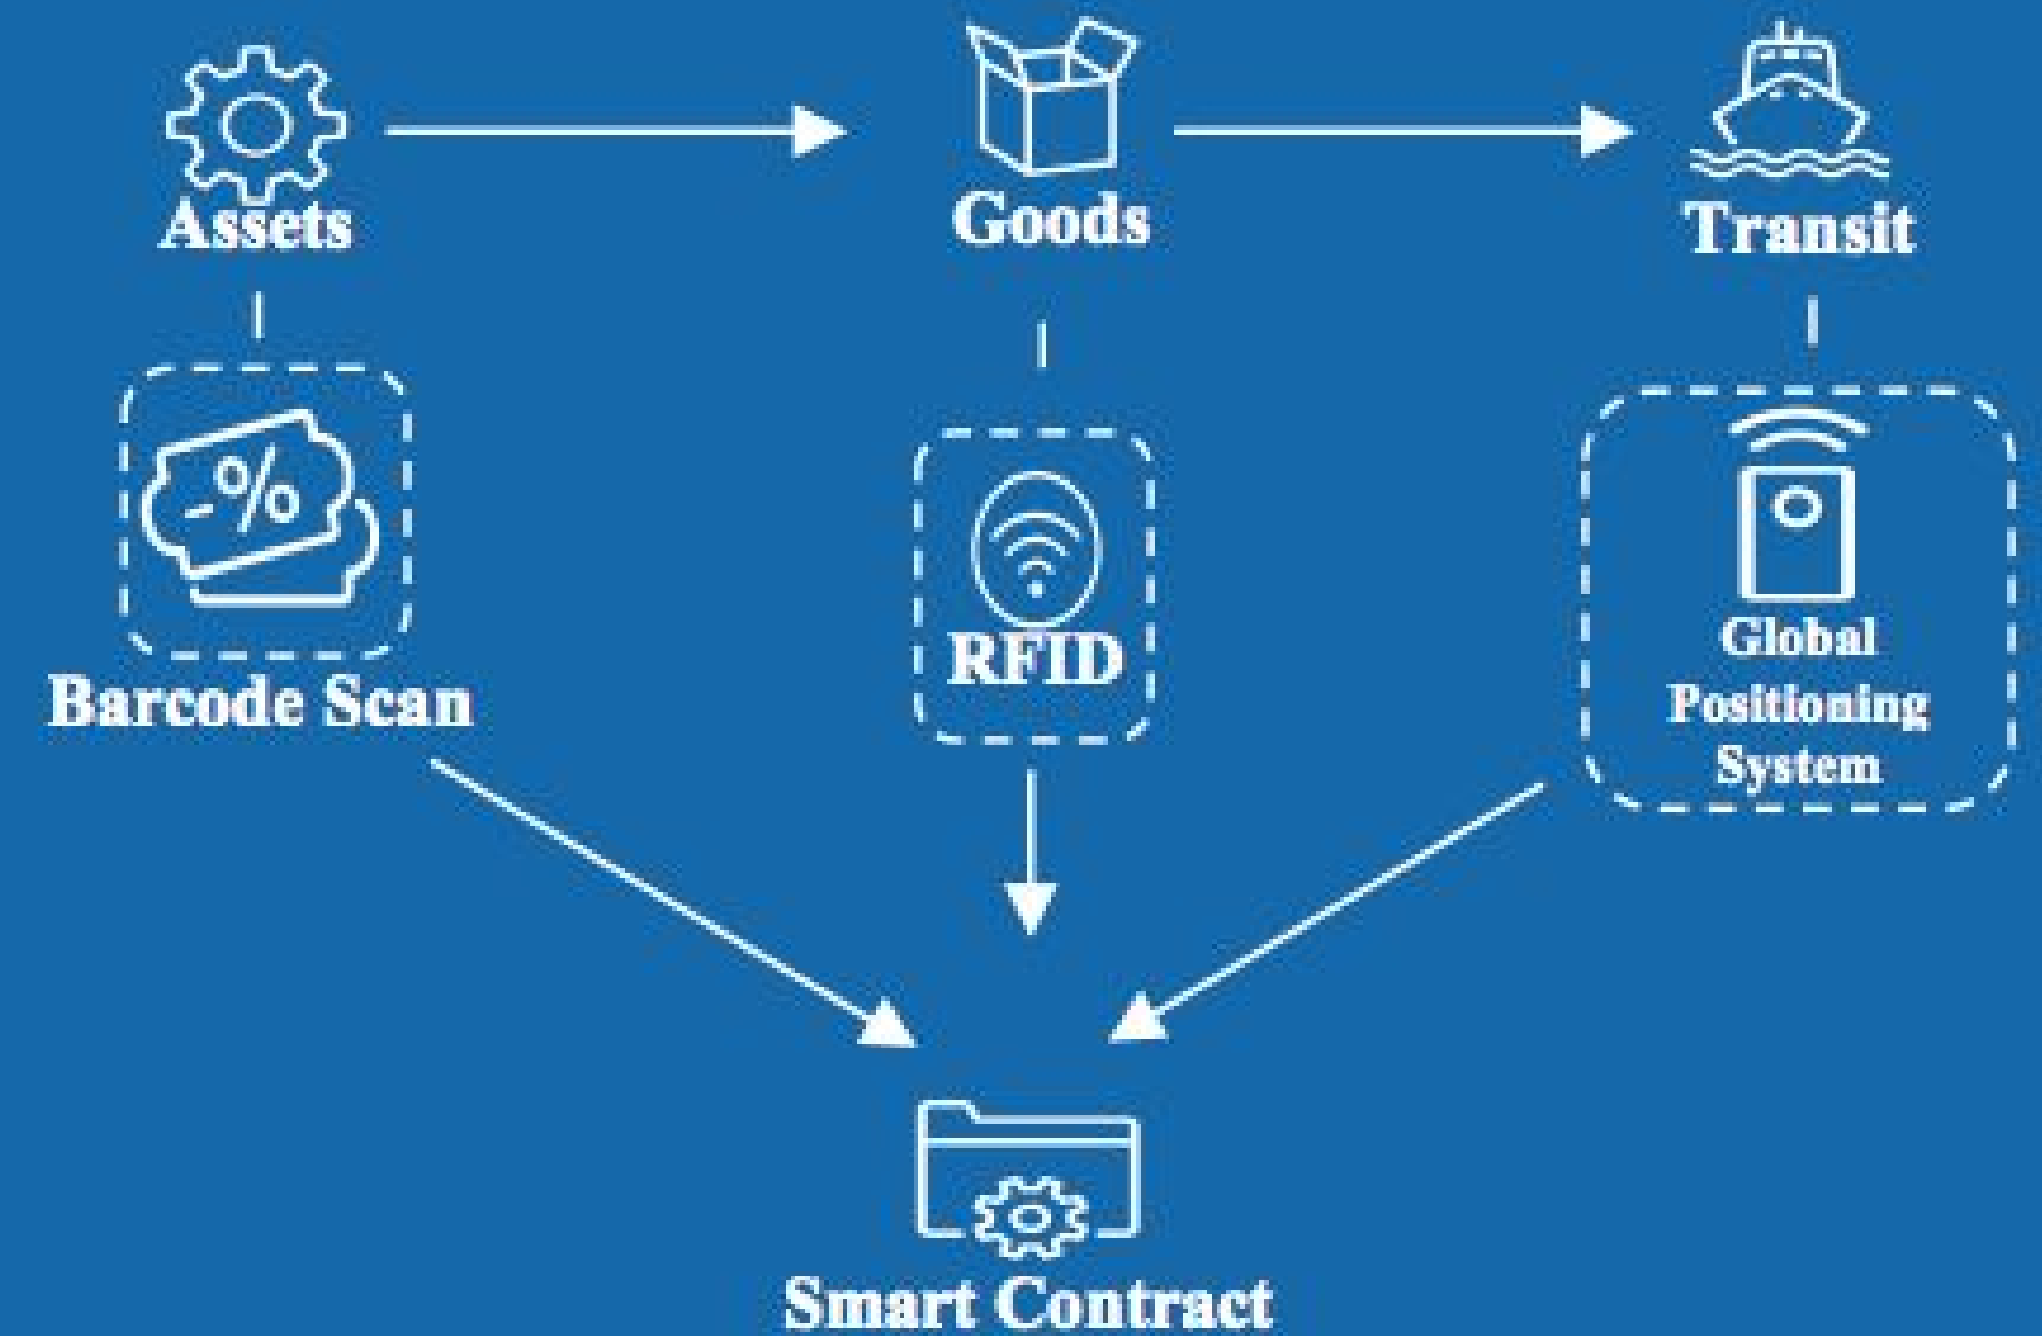 Assets
Goods
Transit
-%
Barcode Scan
RFID
Global
Positioning
System
Smart Contract